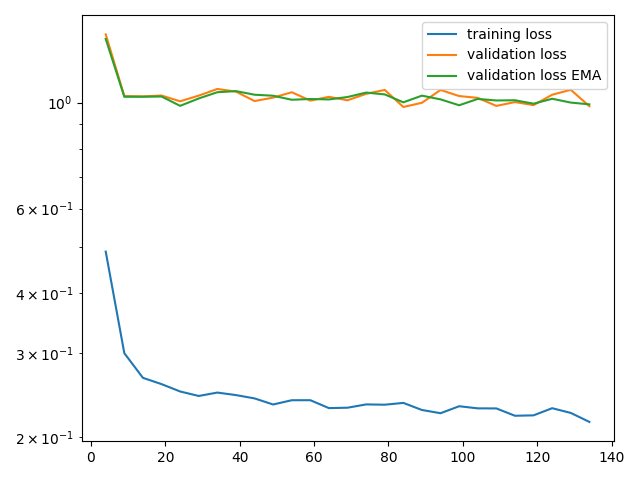 training loss
validation loss
validation loss EMA
10⁰
6 × 10⁻¹
4 × 10⁻¹
3 × 10⁻¹
2 × 10⁻¹
0 20 40 60 80 100 120 140